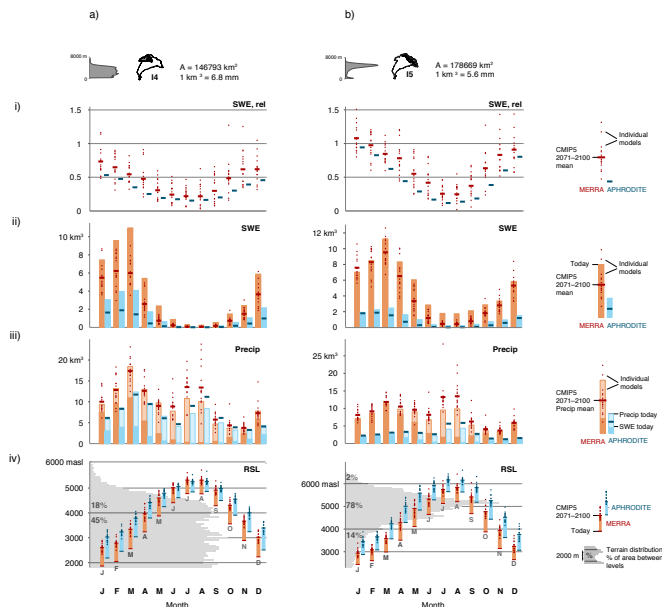 a)
b)
8000 m
0
I4
A = 146793 km²
1 km ³ = 6.8 mm
8000 m
0
I5
A = 178669 km²
1 km ³ = 5.6 mm
i)
SWE, rel
1.5
1
0.5
0
SWE, rel
1.5
1
0.5
0
Individual
models
CMIP5
2071–2100
mean
MERRA APHRODITE
ii)
SWE
10 km³
8
6
4
2
0
SWE
12 km³
10
8
6
4
2
0
Today
Individual
models
CMIP5
mean
MERRA APHRODITE
iii)
Precip
20 km³
15
10
5
0
Precip
25 km³
20
15
10
5
0
Individual
models
CMIP5
2071–2100
Precip mean
Precip today
SWE today
MERRA APHRODITE
iv)
RSL
6000 masl
5000
4000
3000
2000
18%
45%
J F M A M J J A S O N D
J F M A M J J A S O N D
Month
RSL
6000 masl
5000
4000
3000
2%
78%
14%
J F M A M J J A S O N D
J F M A M J J A S O N D
Month
APHRODITE
CMIP5
2071–2100
MERRA
Today
2000 m
%
Terrain distribution
% of area between
levels